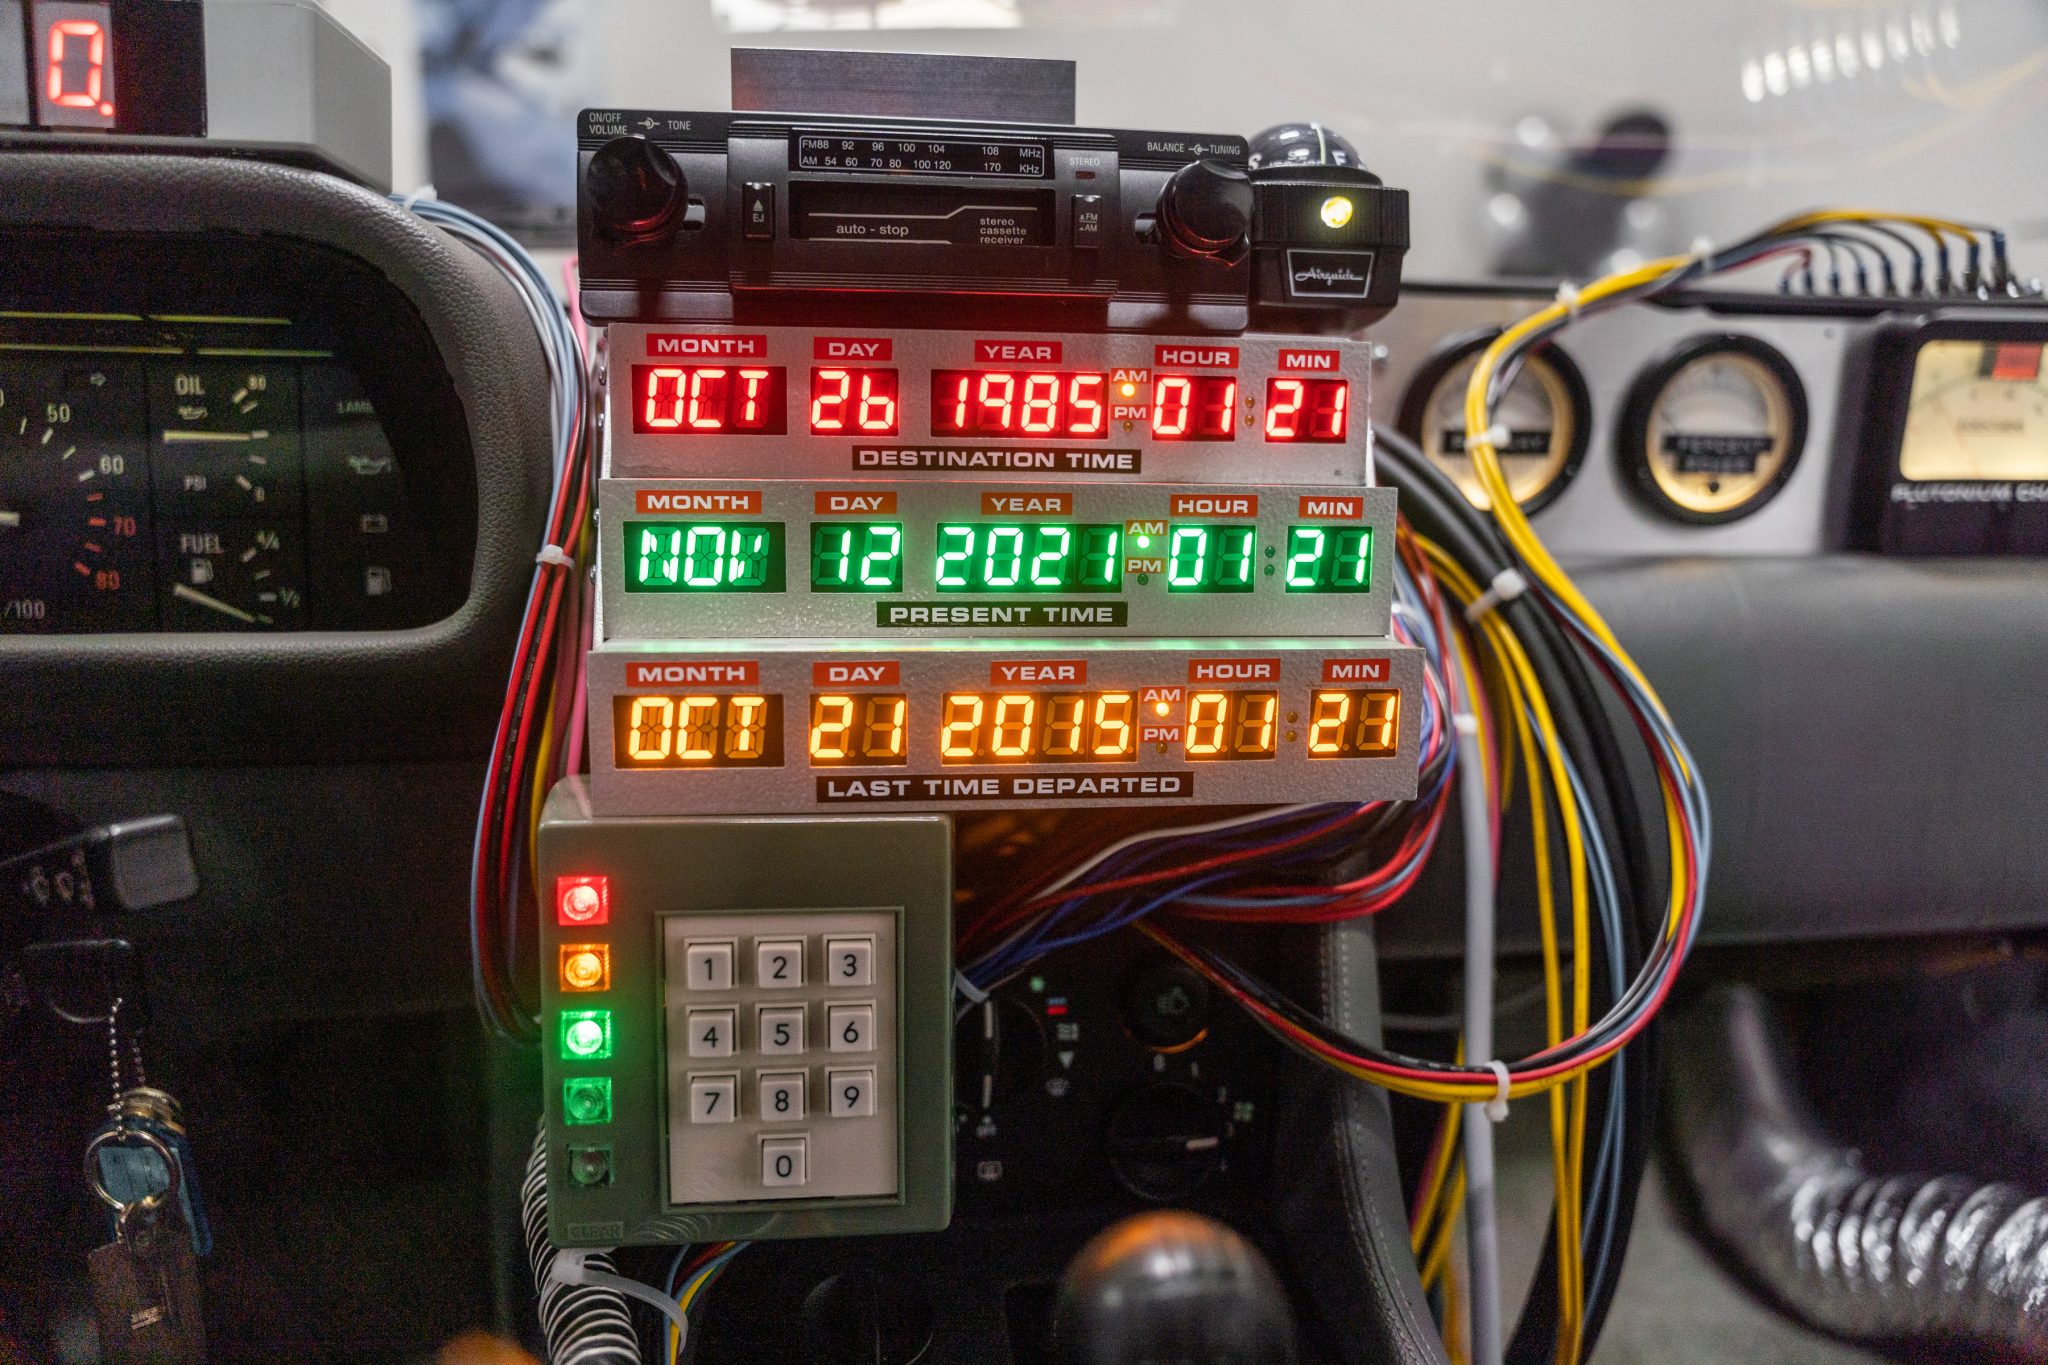 0.
ON/OFF
VOLUME TONE
FM88 92 96 100 104 108 MHz
AM 54 60 70 80 100 120 170 KHz
STEREO
BALANCE TUNING
EJ
auto - stop
stereo
cassette
receiver
FM
AM
Airguide
MONTH DAY YEAR AM HOUR MIN
OCT 26 1985 PM 01 21
DESTINATION TIME
MONTH DAY YEAR AM HOUR MIN
NOV 12 2021 PM 01 21
PRESENT TIME
MONTH DAY YEAR AM HOUR MIN
OCT 21 2015 PM 01 21
LAST TIME DEPARTED
50
60
70
80
/100
OIL 80
PSI 0
FUEL 4/4
1/2
PLUTONIUM
1 2 3
4 5 6
7 8 9
0